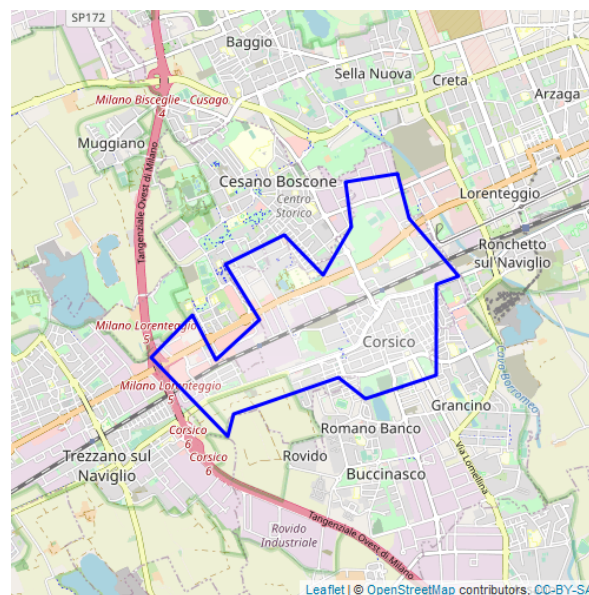 SP172
Baggio
Sella Nuova
Creta
Arzaga
Milano Bisceglie - Cusago
4
Muggiano
Tangenziale Ovest di Milano
Cesano Boscone
Centro
Storico
Lorenteggio
Ronchetto
sul Naviglio
Milano Lorenteggio
5
Corsico
Cavo Borromeo
Milano Lorenteggio
5
Grancino
Corsico
6
Romano Banco
Via Lomellina
Trezzano sul
Naviglio
Corsico
6
Rovido
Buccinasco
Rovido
Industriale
Tangenziale Ovest di Milano
Leaflet | © OpenStreetMap contributors, CC-BY-SA